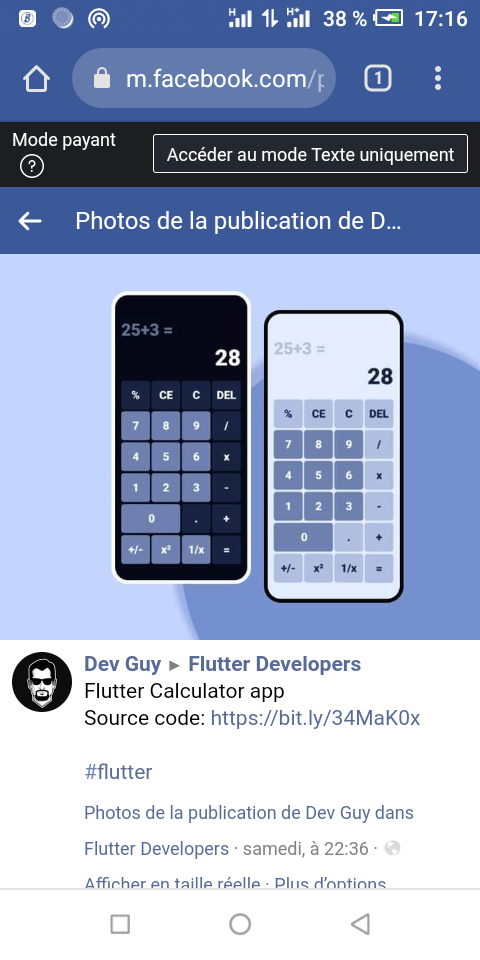 H H+ 38 % 17:16
m.facebook.com/p
1
Mode payant
?
Accéder au mode Texte uniquement
Photos de la publication de D...
25+3 =
28
% CE C DEL
7 8 9 /
4 5 6 x
1 2 3 -
0 . +
+/- x² 1/x =
25+3 =
28
% CE C DEL
7 8 9 /
4 5 6 x
1 2 3 -
0 . +
+/- x² 1/x =
Dev Guy ► Flutter Developers
Flutter Calculator app
Source code: https://bit.ly/34MaK0x
#flutter
Photos de la publication de Dev Guy dans
Flutter Developers · samedi, à 22:36 ·
Afficher en taille réelle · Plus d’options